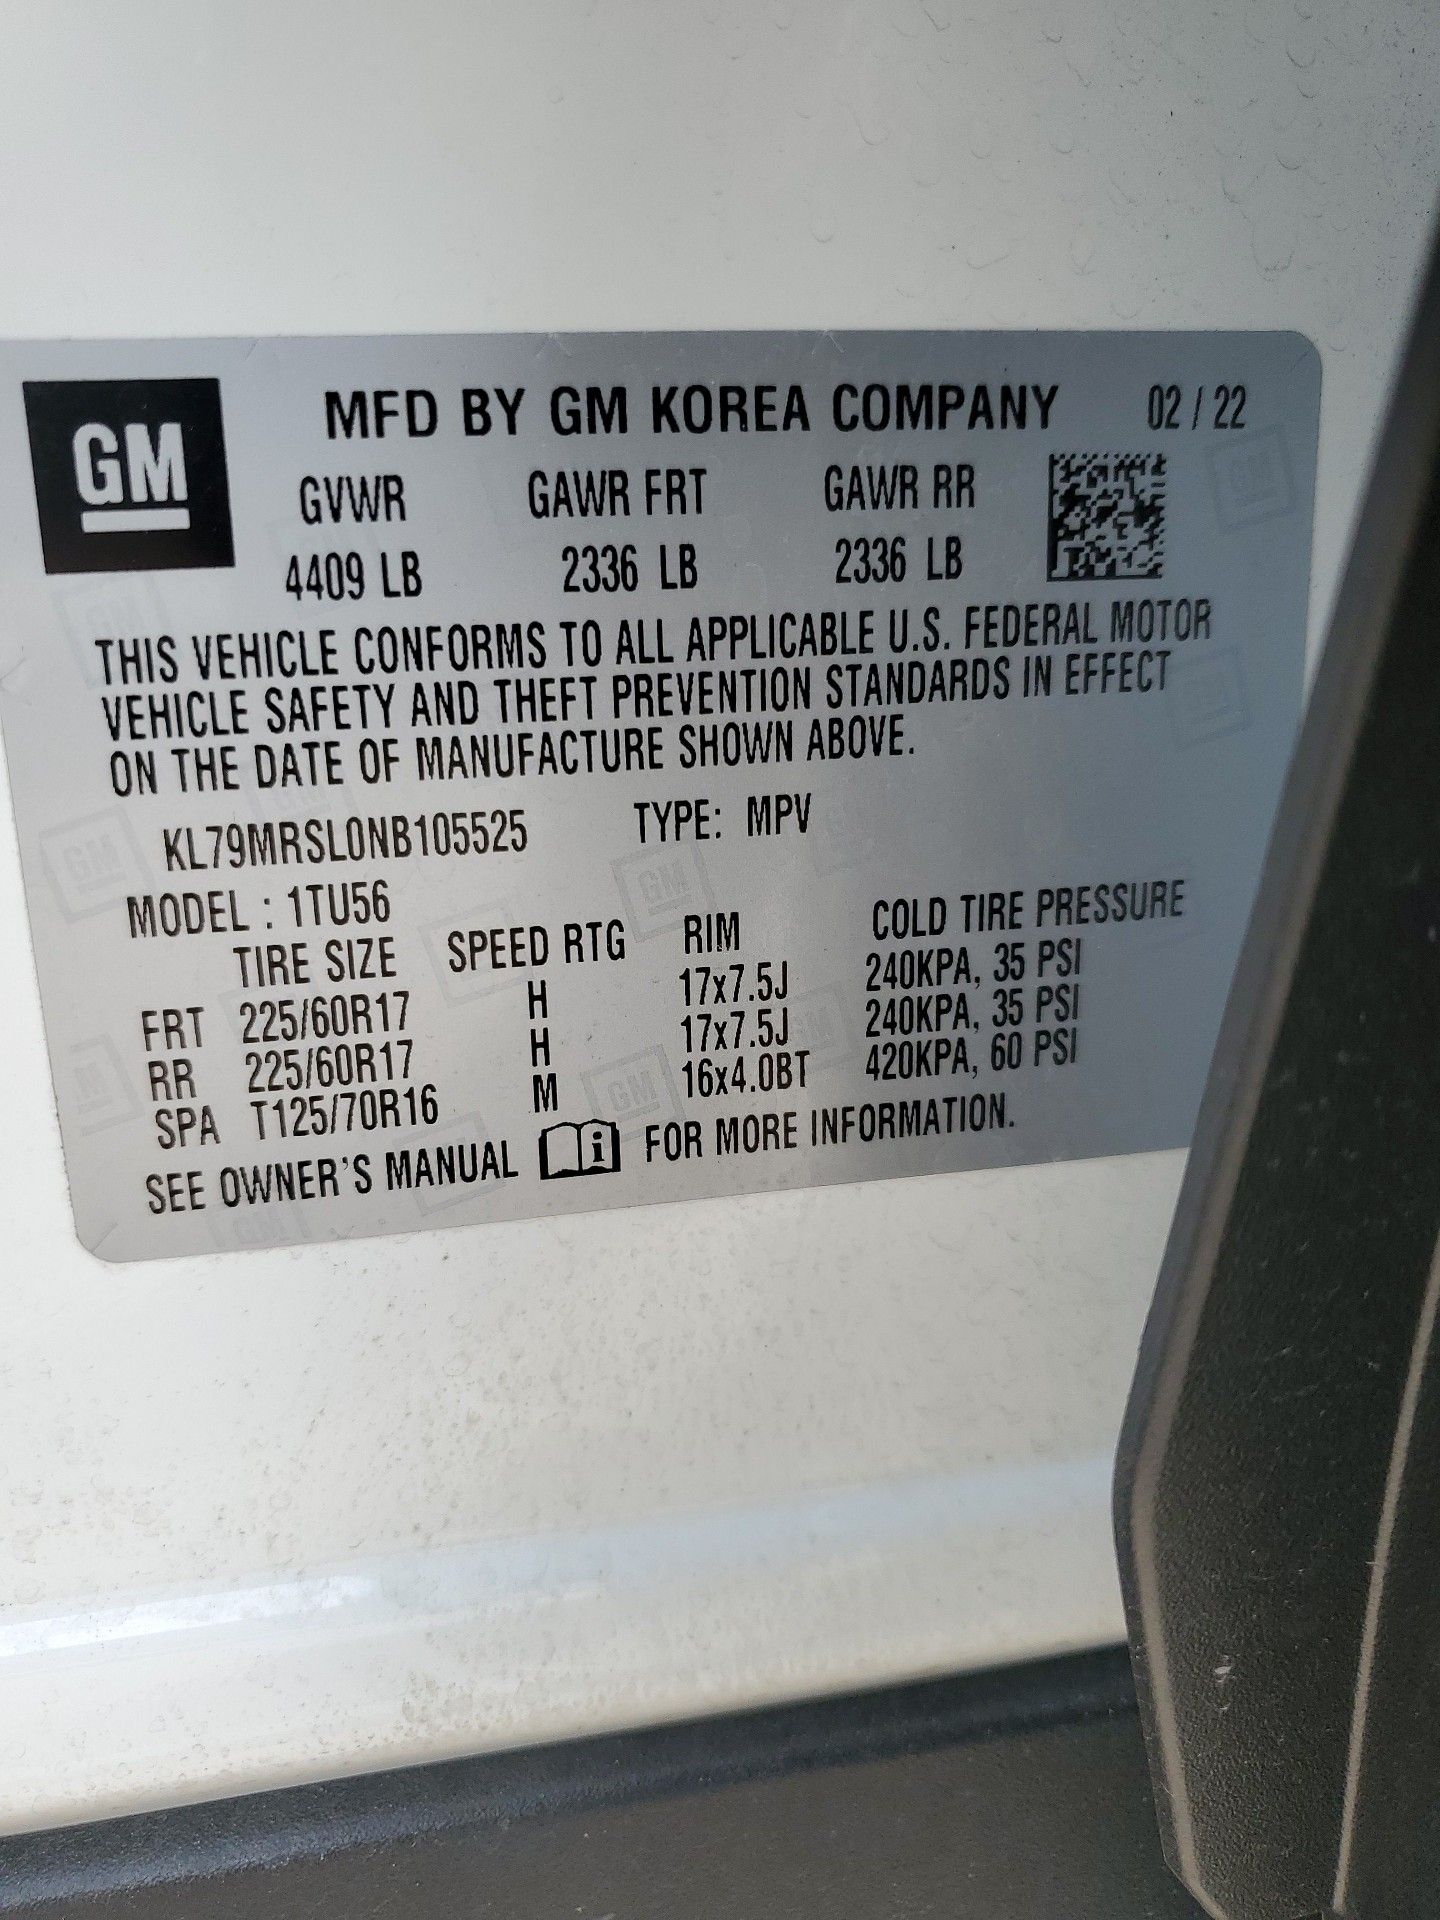 GM
MFD BY GM KOREA COMPANY 02 / 22
GVWR GAWR FRT GAWR RR
4409 LB 2336 LB 2336 LB
THIS VEHICLE CONFORMS TO ALL APPLICABLE U.S. FEDERAL MOTOR
VEHICLE SAFETY AND THEFT PREVENTION STANDARDS IN EFFECT
ON THE DATE OF MANUFACTURE SHOWN ABOVE.
KL79MRSL0NB105525 TYPE: MPV
MODEL : 1TU56
TIRE SIZE SPEED RTG RIM COLD TIRE PRESSURE
FRT 225/60R17 H 17x7.5J 240KPA, 35 PSI
RR 225/60R17 H 17x7.5J 240KPA, 35 PSI
SPA T125/70R16 M 16x4.0BT 420KPA, 60 PSI
SEE OWNER'S MANUAL i FOR MORE INFORMATION.